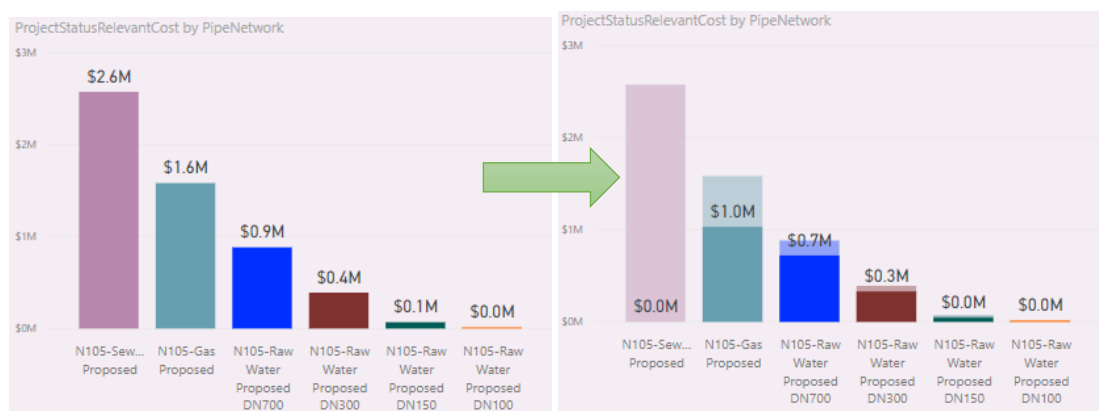 ProjectStatusRelevantCost by PipeNetwork
$3M
$2.6M
$2M
$1.6M
$1M
$0.9M
$0.4M
$0.1M
$0.0M
$0M
N105-Sew... N105-Gas N105-Raw N105-Raw N105-Raw N105-Raw
Proposed Proposed Water Water Water Water
Proposed Proposed Proposed Proposed
DN700 DN300 DN150 DN100
ProjectStatusRelevantCost by PipeNetwork
$3M
$2M
$1.0M
$1M
$0.7M
$0.3M
$0.0M $0.0M $0.0M
$0M
N105-Sew... N105-Gas N105-Raw N105-Raw N105-Raw N105-Raw
Proposed Proposed Water Water Water Water
Proposed Proposed Proposed Proposed
DN700 DN300 DN150 DN100